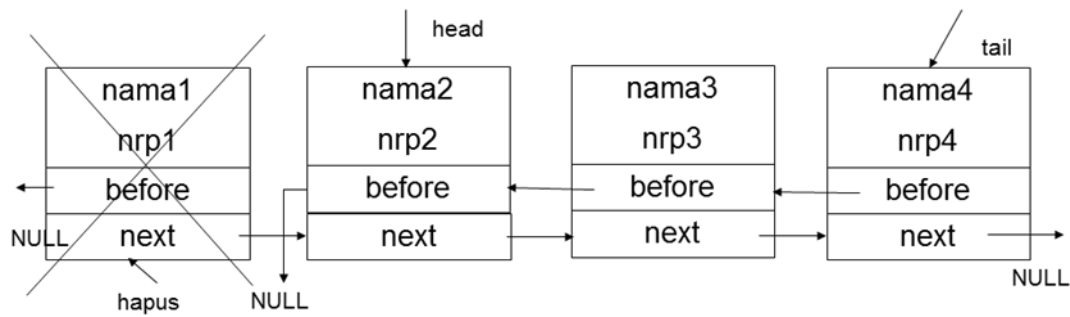 head
tail
nama1
nrp1
before
next
NULL
hapus
nama2
nrp2
before
next
NULL
nama3
nrp3
before
next
nama4
nrp4
before
next
NULL